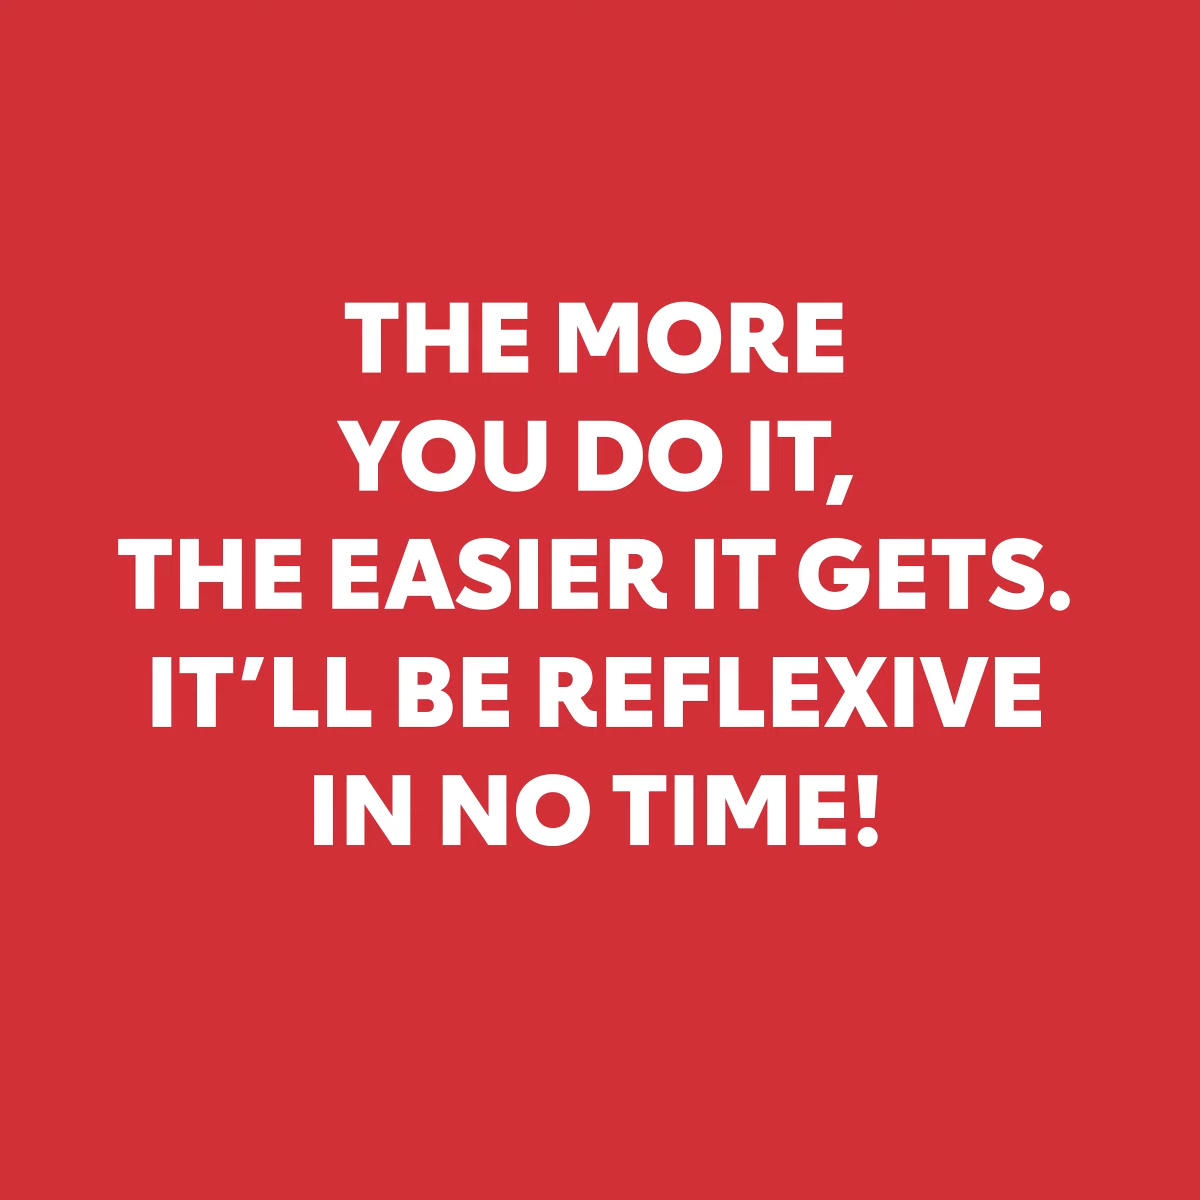 THE MORE
YOU DO IT,
THE EASIER IT GETS.
IT’LL BE REFLEXIVE
IN NO TIME!